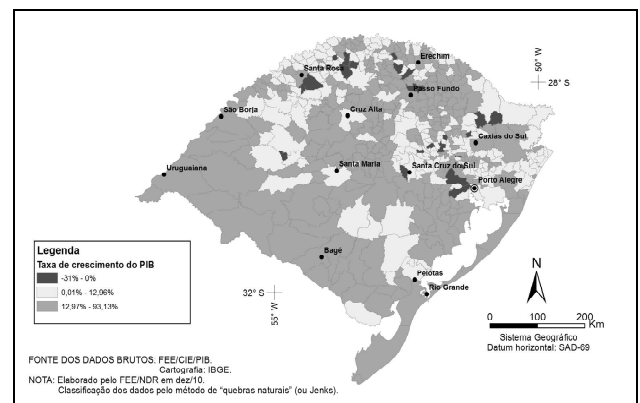 Erechim
50° W
28° S
Santa Rosa
Passo Fundo
São Borja
Cruz Alta
Caxias do Sul
Uruguaiana
Santa Maria
Santa Cruz do Sul
Porto Alegre
Bagé
Pelotas
Rio Grande
32° S
55° W
Legenda
Taxa de crescimento do PIB
-31% - 0%
0,01% - 12,96%
12,97% - 93,13%
N
0 100 200
Km
Sistema Geográfico
Datum horizontal: SAD-69
FONTE DOS DADOS BRUTOS: FEE/CIE/PIB.
Cartografia: IBGE.
NOTA: Elaborado pelo FEE/NDR em dez/10.
Classificação dos dados pelo método de “quebras naturais” (ou Jenks).